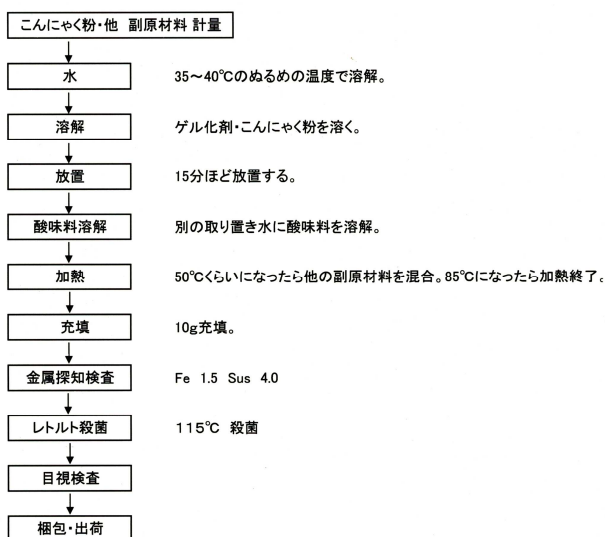 こんにゃく粉・他 副原材料 計量
水 35～40℃のぬるめの温度で溶解。
溶解 ゲル化剤・こんにゃく粉を溶く。
放置 15分ほど放置する。
酸味料溶解 別の取り置き水に酸味料を溶解。
加熱 50℃くらいになったら他の副原材料を混合。85℃になったら加熱終了。
充填 10g充填。
金属探知検査 Fe 1.5 Sus 4.0
レトルト殺菌 115℃ 殺菌
目視検査
梱包・出荷